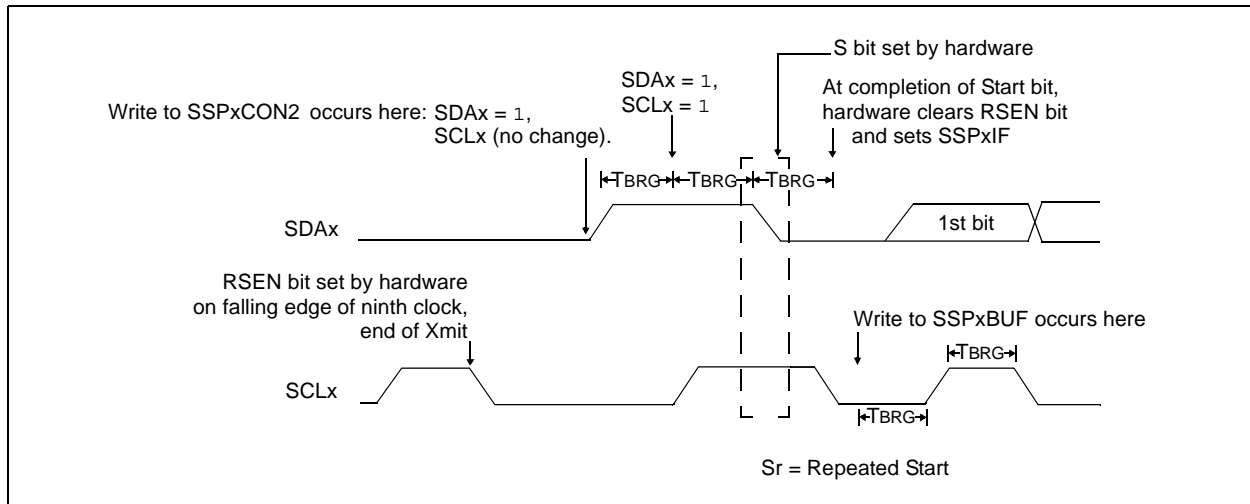 S bit set by hardware
SDAx = 1,
SCLx = 1
At completion of Start bit,
hardware clears RSEN bit
and sets SSPxIF
Write to SSPxCON2 occurs here: SDAx = 1,
SCLx (no change).
TBRG TBRG TBRG
SDAx
1st bit
RSEN bit set by hardware
on falling edge of ninth clock,
end of Xmit
Write to SSPxBUF occurs here
TBRG
SCLx
TBRG
Sr = Repeated Start